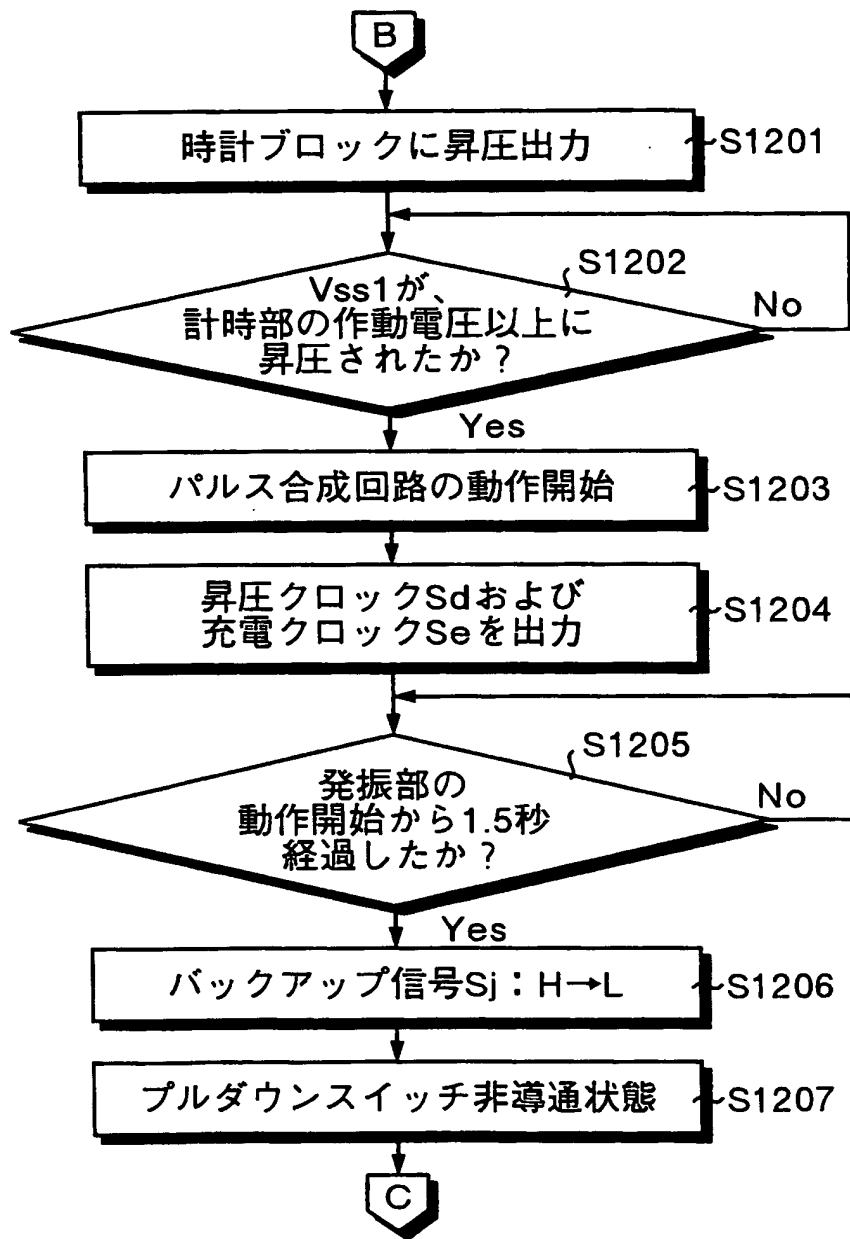 B
時計ブロックに昇圧出力
S1201
S1202
Vss1が、
計時部の作動電圧以上に
昇圧されたか?
No
Yes
パルス合成回路の動作開始
S1203
昇圧クロックSdおよび
充電クロックSeを出力
S1204
S1205
発振部の
動作開始から1.5秒
経過したか?
No
Yes
バックアップ信号Sj:H→L
S1206
プルダウンスイッチ非導通状態
S1207
C